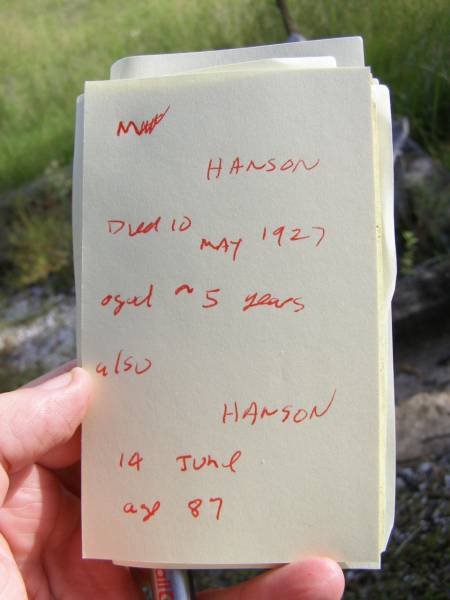 HANSON
Died 10 MAY 1927
aged ~ 5 years
also
HANSON
14 JUNE
age 87